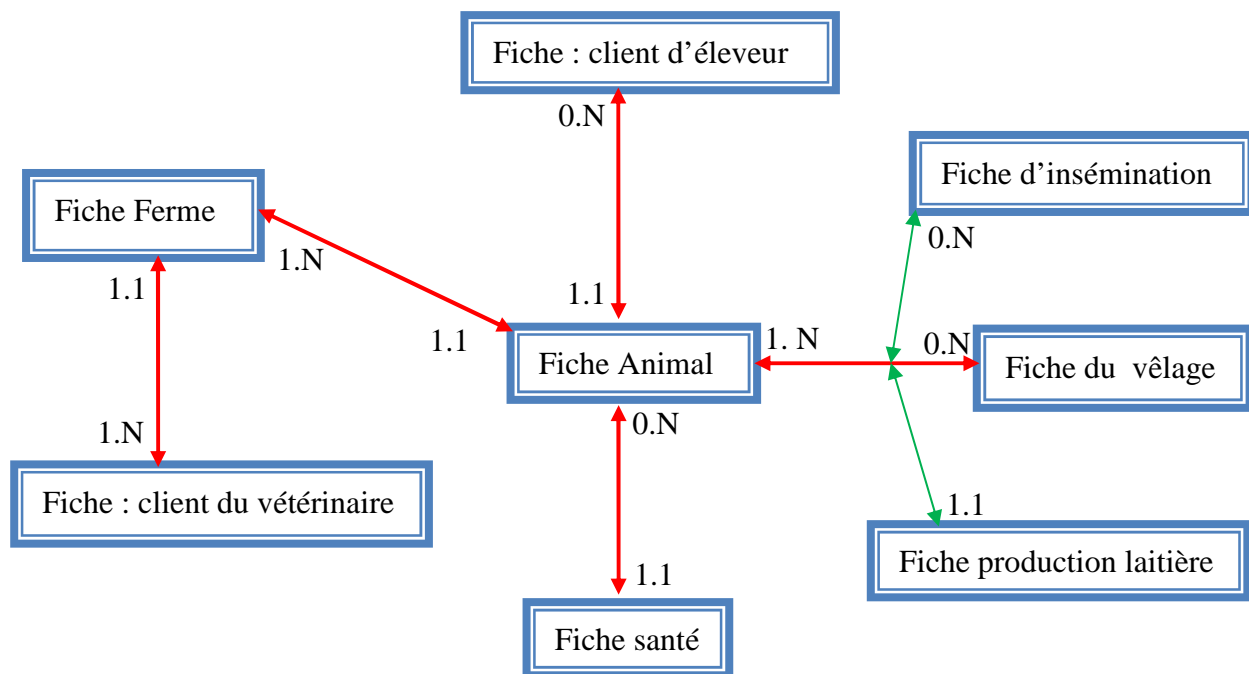 Fiche : client d’éleveur
0.N
Fiche d’insémination
Fiche Ferme
0.N
1.N
1.1
1.1
1.1
1. N
0.N
Fiche Animal
Fiche du vêlage
0.N
1.N
Fiche : client du vétérinaire
1.1
Fiche production laitière
1.1
Fiche santé